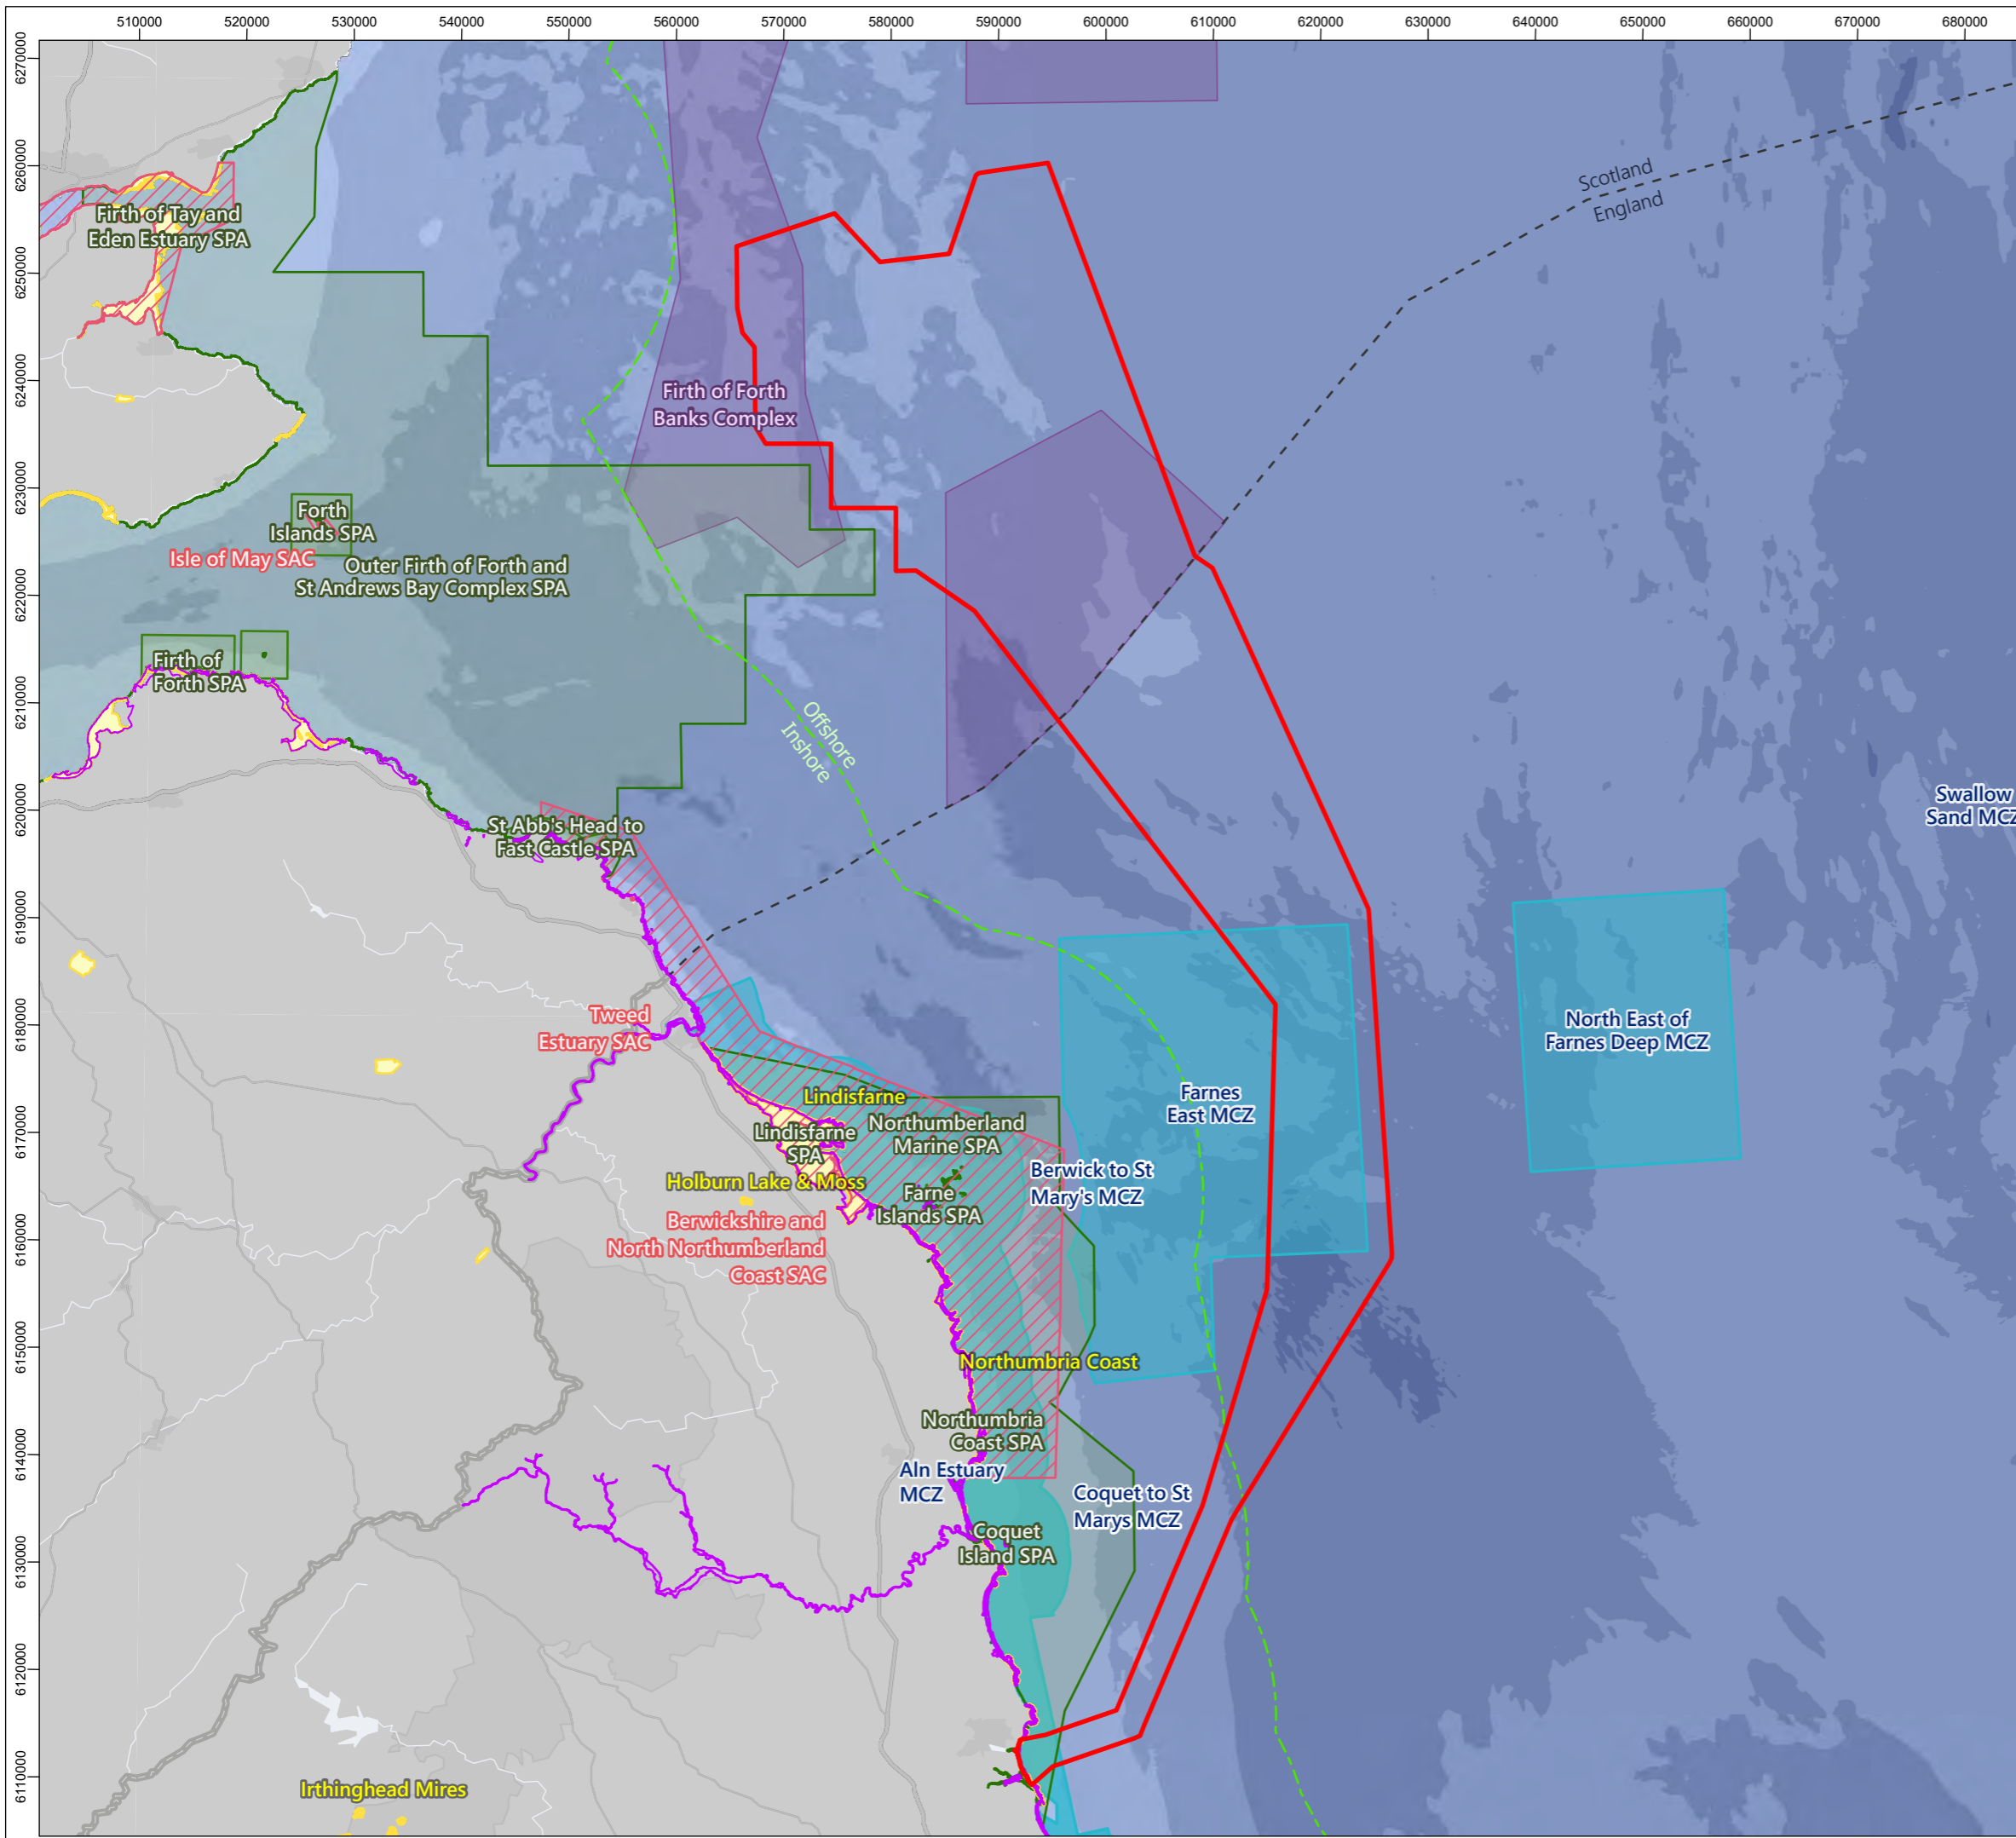 510000 520000 530000 540000 550000 560000 570000 580000 590000 600000 610000 620000 630000 640000 650000 660000 670000 680000
6270000
6260000
6250000
6240000
6230000
6220000
6210000
6200000
6190000
6180000
6170000
6160000
6150000
6140000
6130000
6120000
6110000
Scotland
England
Firth of Tay and
Eden Estuary SPA
Firth of Forth
Banks Complex
Forth
Islands SPA
Isle of May SAC
Outer Firth of Forth and
St Andrews Bay Complex SPA
Firth of
Forth SPA
Offshore
Inshore
Swallow
Sand MCZ
St Abb's Head to
Fast Castle SPA
Tweed
Estuary SAC
North East of
Farnes Deep MCZ
Farnes
East MCZ
Lindisfarne
Lindisfarne
SPA
Northumberland
Marine SPA
Holburn Lake & Moss
Farne
Islands SPA
Berwick to St
Mary's MCZ
Berwickshire and
North Northumberland
Coast SAC
Northumbria Coast
Northumbria
Coast SPA
Aln Estuary
MCZ
Coquet to St
Marys MCZ
Coquet
Island SPA
Irthinghead Mires